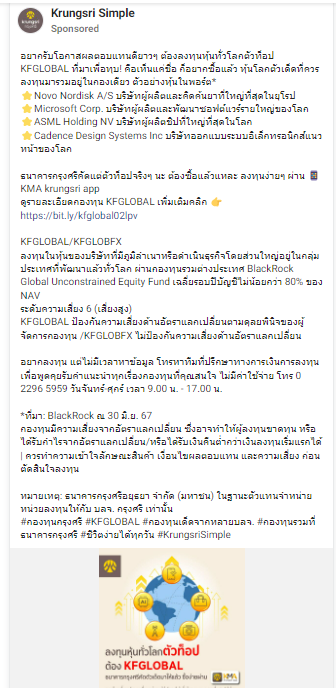 Krungsri Simple
Sponsored
อยากรับโอกาสผลตอบแทนดียาวๆ ต้องลงทุนหุ้นทั่วโลกตัวท็อป
KFGLOBAL ที่มาเพื่อทุบ! คือเห็นแค่ชื่อ ก็อยากซื้อแล้ว หุ้นโลกตัวเด็ดที่ควร
ลงทุนมารวมอยู่ในกองเดียว ตัวอย่างหุ้นในพอร์ต*
⭐Novo Nordisk A/S บริษัทผู้ผลิตและคิดค้นยาที่ใหญ่ที่สุดในยุโรป
⭐Microsoft Corp. บริษัทผู้ผลิตและพัฒนาซอฟต์แวร์รายใหญ่ของโลก
⭐ASML Holding NV บริษัทผู้ผลิตชิปที่ใหญ่ที่สุดในโลก
⭐Cadence Design Systems Inc บริษัทออกแบบระบบอิเล็กทรอนิกส์แนว
หน้าของโลก
ธนาคารกรุงศรีคัดแต่ตัวท็อปจริงๆ นะ ต้องซื้อแล้วแหละ ลงทุนง่ายๆ ผ่าน 📱
KMA krungsri app
ดูรายละเอียดกองทุน KFGLOBAL เพิ่มเติมคลิก 👉
https://bit.ly/kfglobal02lpv
KFGLOBAL/KFGLOBFX
ลงทุนในหุ้นของบริษัทที่มีภูมิลำเนาหรือดำเนินธุรกิจโดยส่วนใหญ่อยู่ในกลุ่ม
ประเทศที่พัฒนาแล้วทั่วโลก ผ่านกองทุนรวมต่างประเทศ BlackRock
Global Unconstrained Equity Fund เฉลี่ยรอบปีบัญชีไม่น้อยกว่า 80% ของ
NAV
ระดับความเสี่ยง 6 (เสี่ยงสูง)
KFGLOBAL ป้องกันความเสี่ยงด้านอัตราแลกเปลี่ยนตามดุลยพินิจของผู้
จัดการกองทุน /KFGLOBFX ไม่ป้องกันความเสี่ยงด้านอัตราแลกเปลี่ยน
อยากลงทุน แต่ไม่มีเวลาหาข้อมูล โทรหาทีมที่ปรึกษาทางการเงินการลงทุน
เพื่อพูดคุยรับคำแนะนำทุกเรื่องกองทุนที่คุณสนใจ ไม่มีค่าใช้จ่าย โทร 0
2296 5959 วันจันทร์-ศุกร์ เวลา 9.00 น. - 17.00 น.
*ที่มา: BlackRock ณ 30 มิ.ย. 67
กองทุนมีความเสี่ยงจากอัตราแลกเปลี่ยน ซึ่งอาจทำให้ผู้ลงทุนขาดทุน หรือ
ได้รับกำไรจากอัตราแลกเปลี่ยน/หรือได้รับเงินคืนต่ำกว่าเงินลงทุนเริ่มแรกได้
| ควรทำความเข้าใจลักษณะสินค้า เงื่อนไขผลตอบแทน และความเสี่ยง ก่อน
ตัดสินใจลงทุน
หมายเหตุ: ธนาคารกรุงศรีอยุธยา จำกัด (มหาชน) ในฐานะตัวแทนจำหน่าย
หน่วยลงทุนให้กับ บลจ. กรุงศรี เท่านั้น
#กองทุนกรุงศรี #KFGLOBAL #กองทุนเด็ดจากหลายบลจ. #กองทุนรวมที่
ธนาคารกรุงศรี #ชีวิตง่ายได้ทุกวัน #KrungsriSimple
ลงทุนหุ้นทั่วโลกตัวท็อป
ต้อง KFGLOBAL